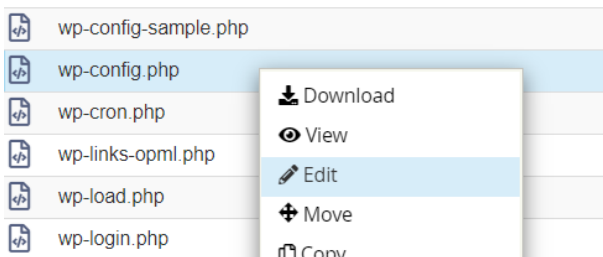 wp-config-sample.php
wp-config.php
Download
wp-cron.php
View
wp-links-opml.php
Edit
wp-load.php
Move
wp-login.php
Copy